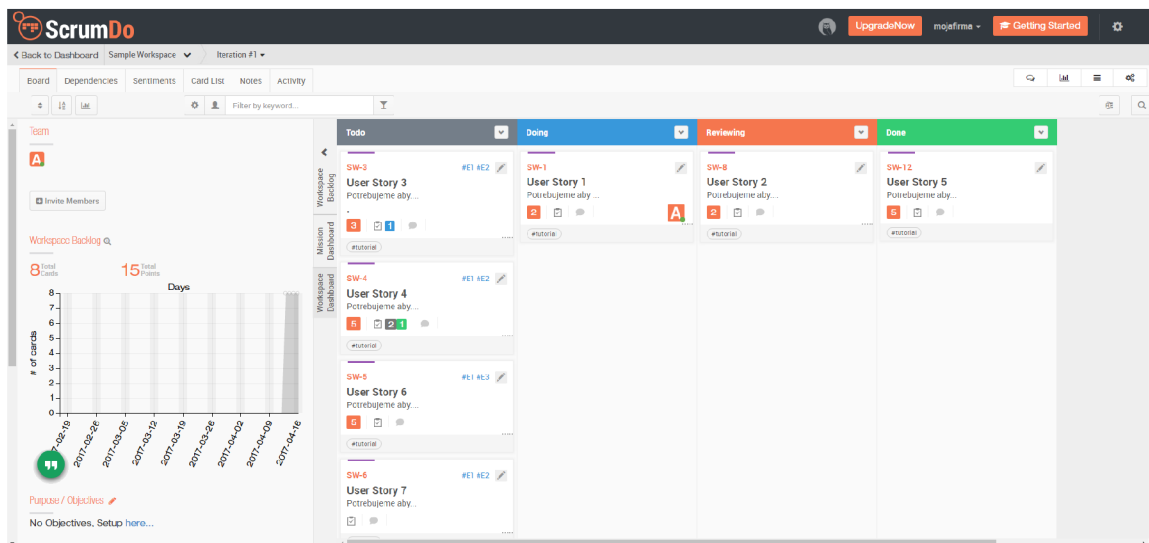 ScrumDo
UpgradeNow
mojafirma
Getting Started
Back to Dashboard
Sample Workspace
Iteration #1
Board
Dependencies
Sentiments
Card List
Notes
Activity
Filter by keyword...
Team
A
Invite Members
Workspace Backlog
8 Total Cards
15 Total Points
Days
# of cards
8
7
6
5
4
3
2
1
0
2017-02-19
2017-02-26
2017-03-05
2017-03-12
2017-03-19
2017-03-26
2017-04-02
2017-04-09
2017-04-16
Purpose / Objectives
No Objectives, Setup here...
Workspace Backlog
Mission Dashboard
Workspace Dashboard
Todo
SW-3 #E1 #E2
User Story 3
Potrebujeme aby....
.
3 1
#tutorial
SW-4 #E1 #E2
User Story 4
Potrebujeme aby....
5 2 1
#tutorial
SW-5 #E1 #E3
User Story 6
Potrebujeme aby....
5
#tutorial
SW-6 #E1 #E2
User Story 7
Potrebujeme aby...
Doing
SW-1
User Story 1
Potrebujeme aby ...
2 A
#tutorial
Reviewing
SW-8
User Story 2
Potrebujeme aby ...
2
#tutorial
Done
SW-12
User Story 5
Potrebujeme aby ...
5
#tutorial